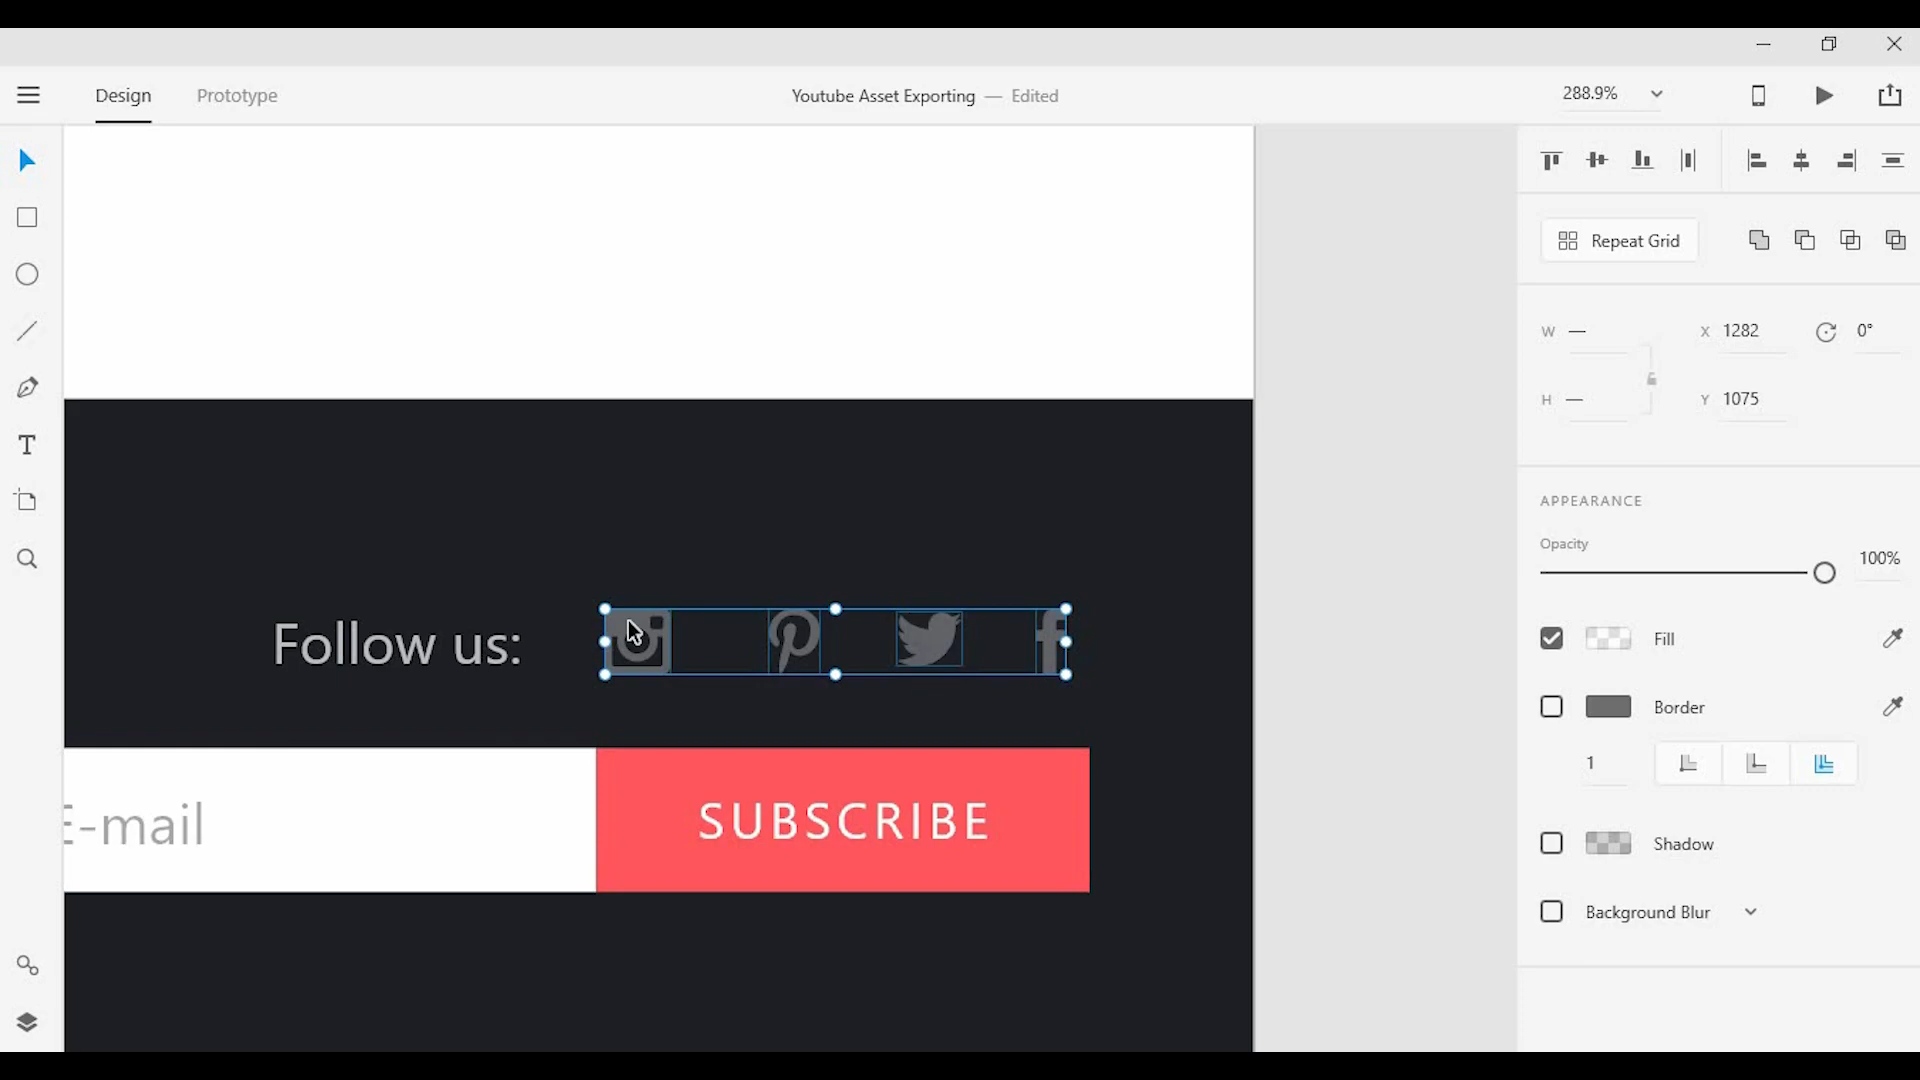 Design Prototype Youtube Asset Exporting — Edited 288.9%
Repeat Grid
W — X 1282 0°
H — Y 1075
APPEARANCE
Opacity
100%
Fill
Border
1
Shadow
Background Blur
Follow us:
E-mail
SUBSCRIBE